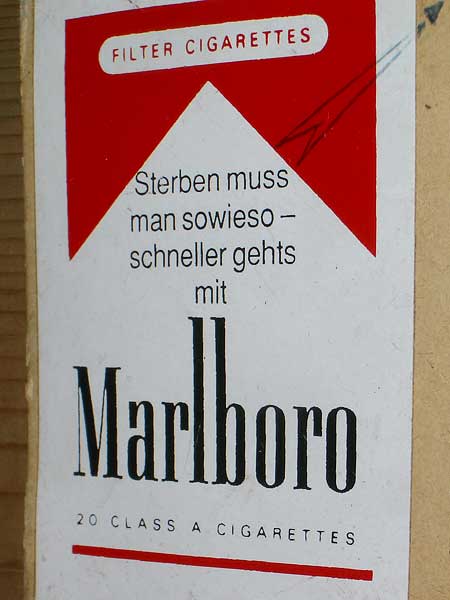 FILTER CIGARETTES
Sterben muss
man sowieso –
schneller gehts
mit
Marlboro
20 CLASS A CIGARETTES